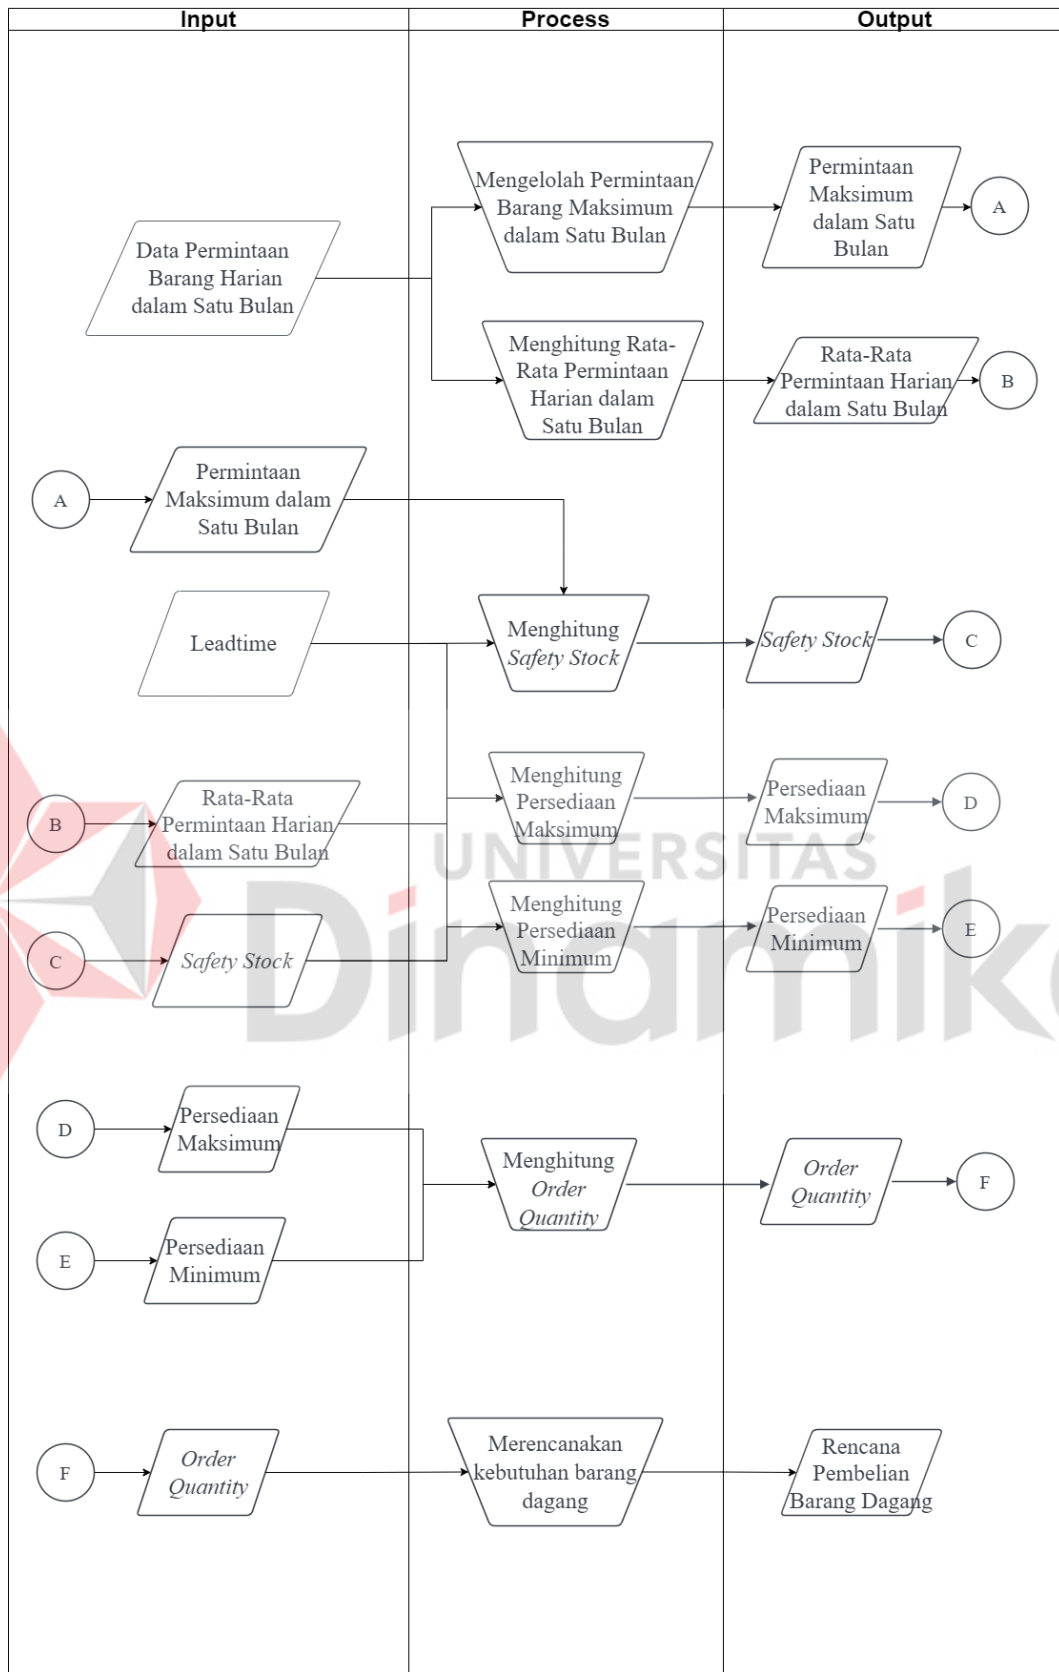 Input
Process
Output
Mengelolah Permintaan
Barang Maksimum
dalam Satu Bulan
Permintaan
Maksimum
dalam Satu
Bulan
A
Data Permintaan
Barang Harian
dalam Satu Bulan
Menghitung Rata-
Rata Permintaan
Harian dalam
Satu Bulan
Rata-Rata
Permintaan Harian
dalam Satu Bulan
B
A
Permintaan
Maksimum dalam
Satu Bulan
Leadtime
Menghitung
Safety Stock
Safety Stock
C
B
Rata-Rata
Permintaan Harian
dalam Satu Bulan
Menghitung
Persediaan
Maksimum
Persediaan
Maksimum
D
UNIVERSITAS
Dinamika
C
Safety Stock
Menghitung
Persediaan
Minimum
Persediaan
Minimum
E
D
Persediaan
Maksimum
E
Persediaan
Minimum
Menghitung
Order
Quantity
Order
Quantity
F
F
Order
Quantity
Merencanakan
kebutuhan barang
dagang
Rencana
Pembelian
Barang Dagang